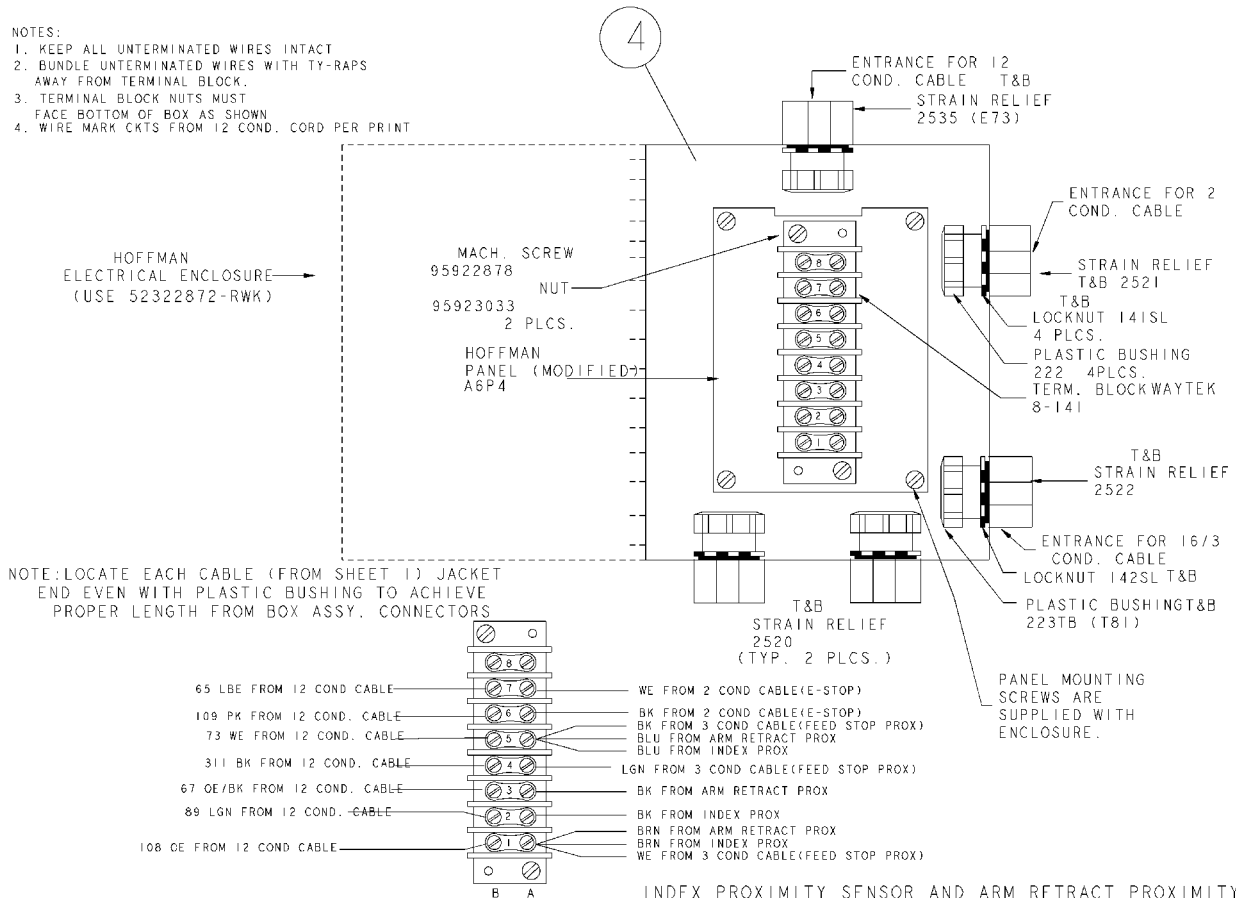 NOTES:
1. KEEP ALL UNTERMINATED WIRES INTACT
2. BUNDLE UNTERMINATED WIRES WITH TY-RAPS
AWAY FROM TERMINAL BLOCK.
3. TERMINAL BLOCK NUTS MUST
FACE BOTTOM OF BOX AS SHOWN
4. WIRE MARK CKTS FROM 12 COND. CORD PER PRINT
4
ENTRANCE FOR 12
COND. CABLE T&B
STRAIN RELIEF
2535 (E73)
ENTRANCE FOR 2
COND. CABLE
STRAIN RELIEF
T&B 2521
T&B
LOCKNUT 141SL
4 PLCS.
PLASTIC BUSHING
222 4PLCS.
TERM. BLOCKWAYTEK
8-141
HOFFMAN
ELECTRICAL ENCLOSURE
(USE 52322872-RWK)
MACH. SCREW
95922878
NUT
95923033
2 PLCS.
HOFFMAN
PANEL (MODIFIED)
A6P4
8
7
6
5
4
3
2
1
T&B
STRAIN RELIEF
2522
ENTRANCE FOR 16/3
COND. CABLE
LOCKNUT 142SL T&B
PLASTIC BUSHINGT&B
223TB (T81)
T&B
STRAIN RELIEF
2520
(TYP. 2 PLCS.)
PANEL MOUNTING
SCREWS ARE
SUPPLIED WITH
ENCLOSURE.
NOTE:LOCATE EACH CABLE (FROM SHEET 1) JACKET
END EVEN WITH PLASTIC BUSHING TO ACHIEVE
PROPER LENGTH FROM BOX ASSY. CONNECTORS
8
65 LBE FROM 12 COND CABLE
7
WE FROM 2 COND CABLE(E-STOP)
109 PK FROM 12 COND. CABLE
6
BK FROM 2 COND CABLE(E-STOP)
73 WE FROM 12 COND. CABLE
5
BK FROM 3 COND CABLE(FEED STOP PROX)
BLU FROM ARM RETRACT PROX
BLU FROM INDEX PROX
311 BK FROM 12 COND. CABLE
4
LGN FROM 3 COND CABLE(FEED STOP PROX)
67 OE/BK FROM 12 COND. CABLE
3
BK FROM ARM RETRACT PROX
89 LGN FROM 12 COND. CABLE
2
BK FROM INDEX PROX
108 OE FROM 12 COND CABLE
1
BRN FROM ARM RETRACT PROX
BRN FROM INDEX PROX
WE FROM 3 COND CABLE(FEED STOP PROX)
B A
INDEX PROXIMITY SENSOR AND ARM RETRACT PROXIMITY